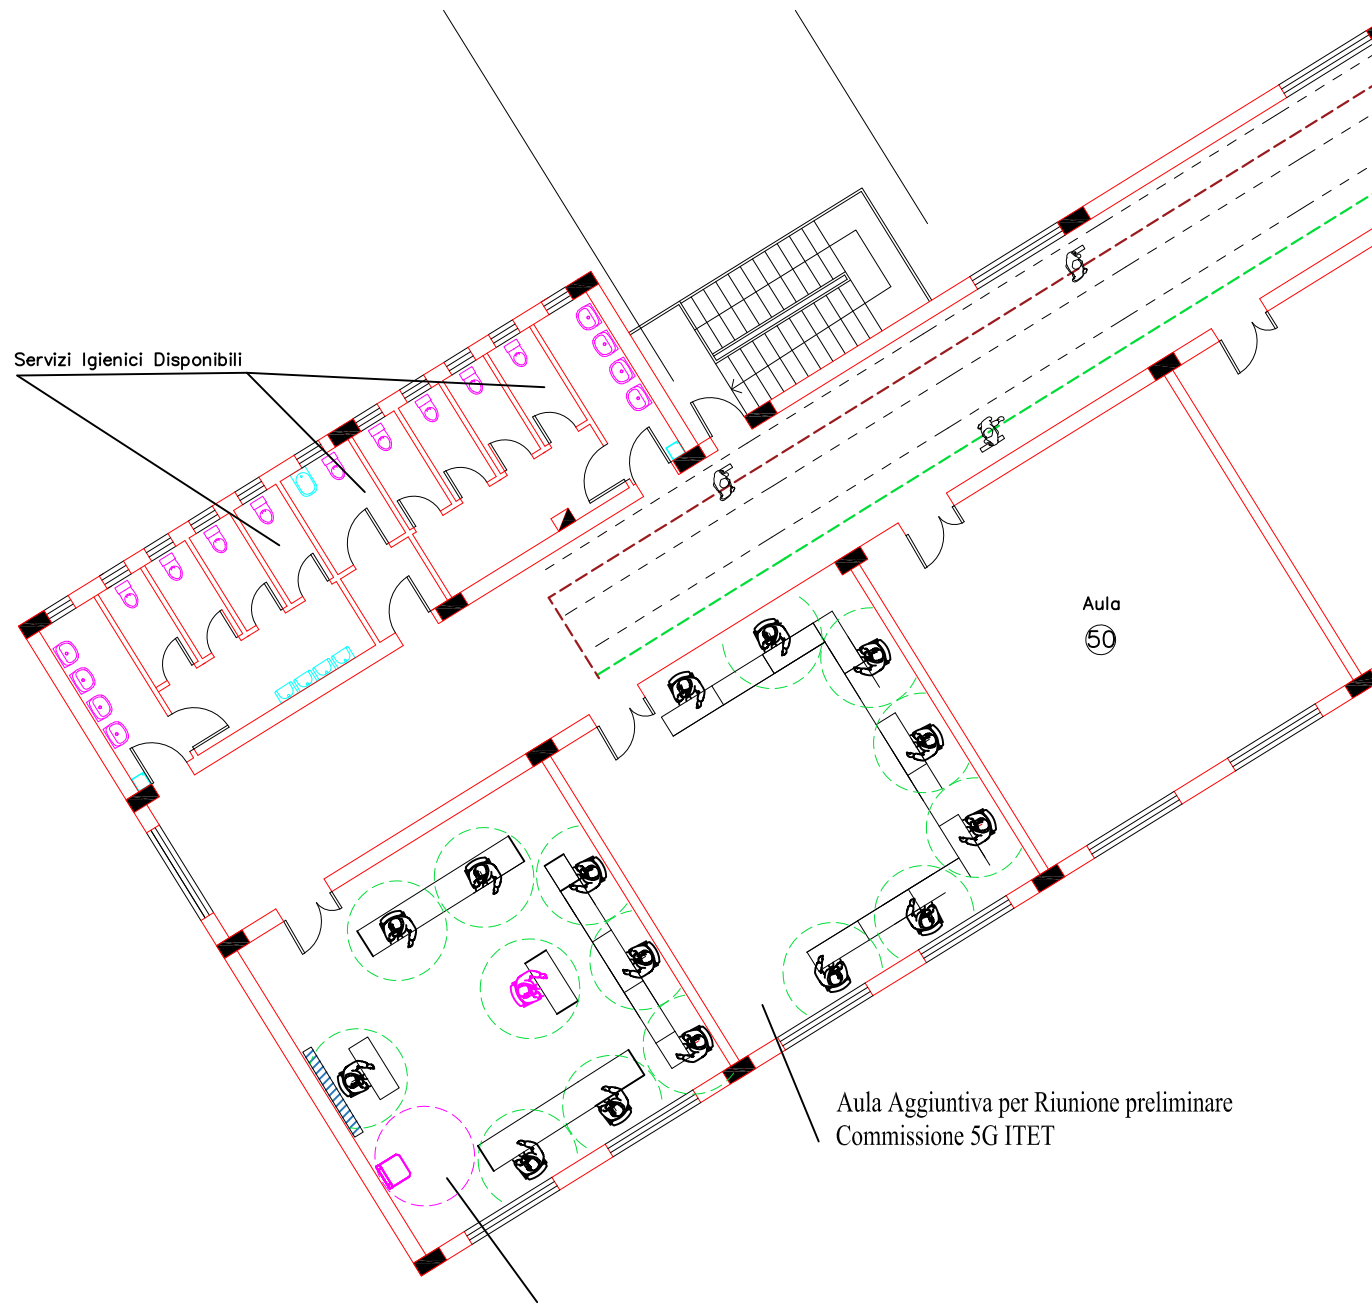 Servizi Igienici Disponibili
Aula
50
Aula Aggiuntiva per Riunione preliminare
Commissione 5G ITET